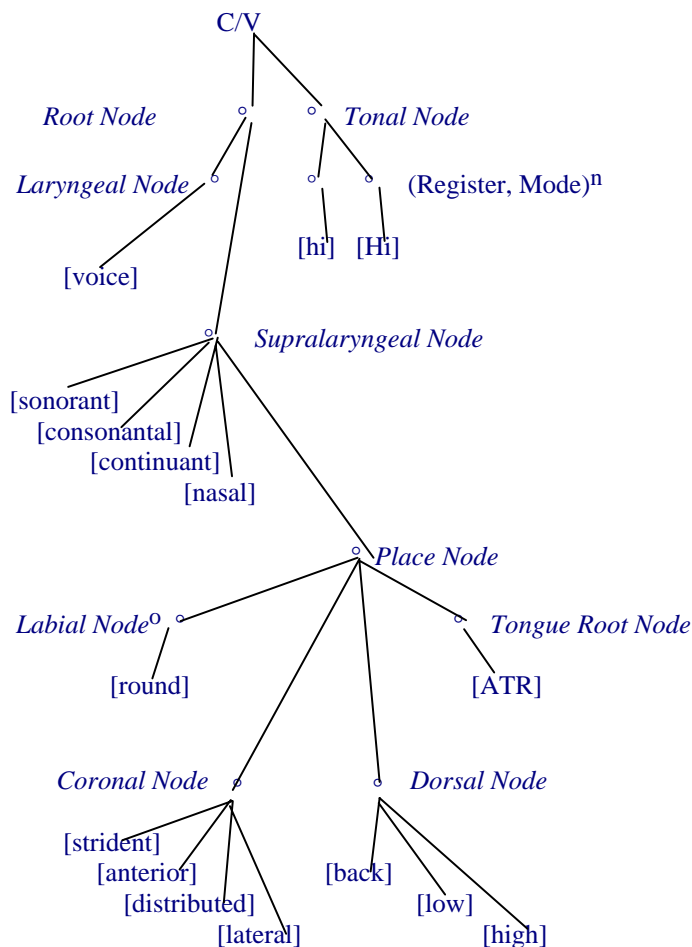 C/V
Root Node Tonal Node
Laryngeal Node (Register, Mode)ⁿ
[hi] [Hi]
[voice]
Supralaryngeal Node
[sonorant]
[consonantal]
[continuant]
[nasal]
Place Node
Labial Nodeº Tongue Root Node
[round] [ATR]
Coronal Node Dorsal Node
[strident]
[anterior] [back]
[distributed] [low]
[lateral] [high]